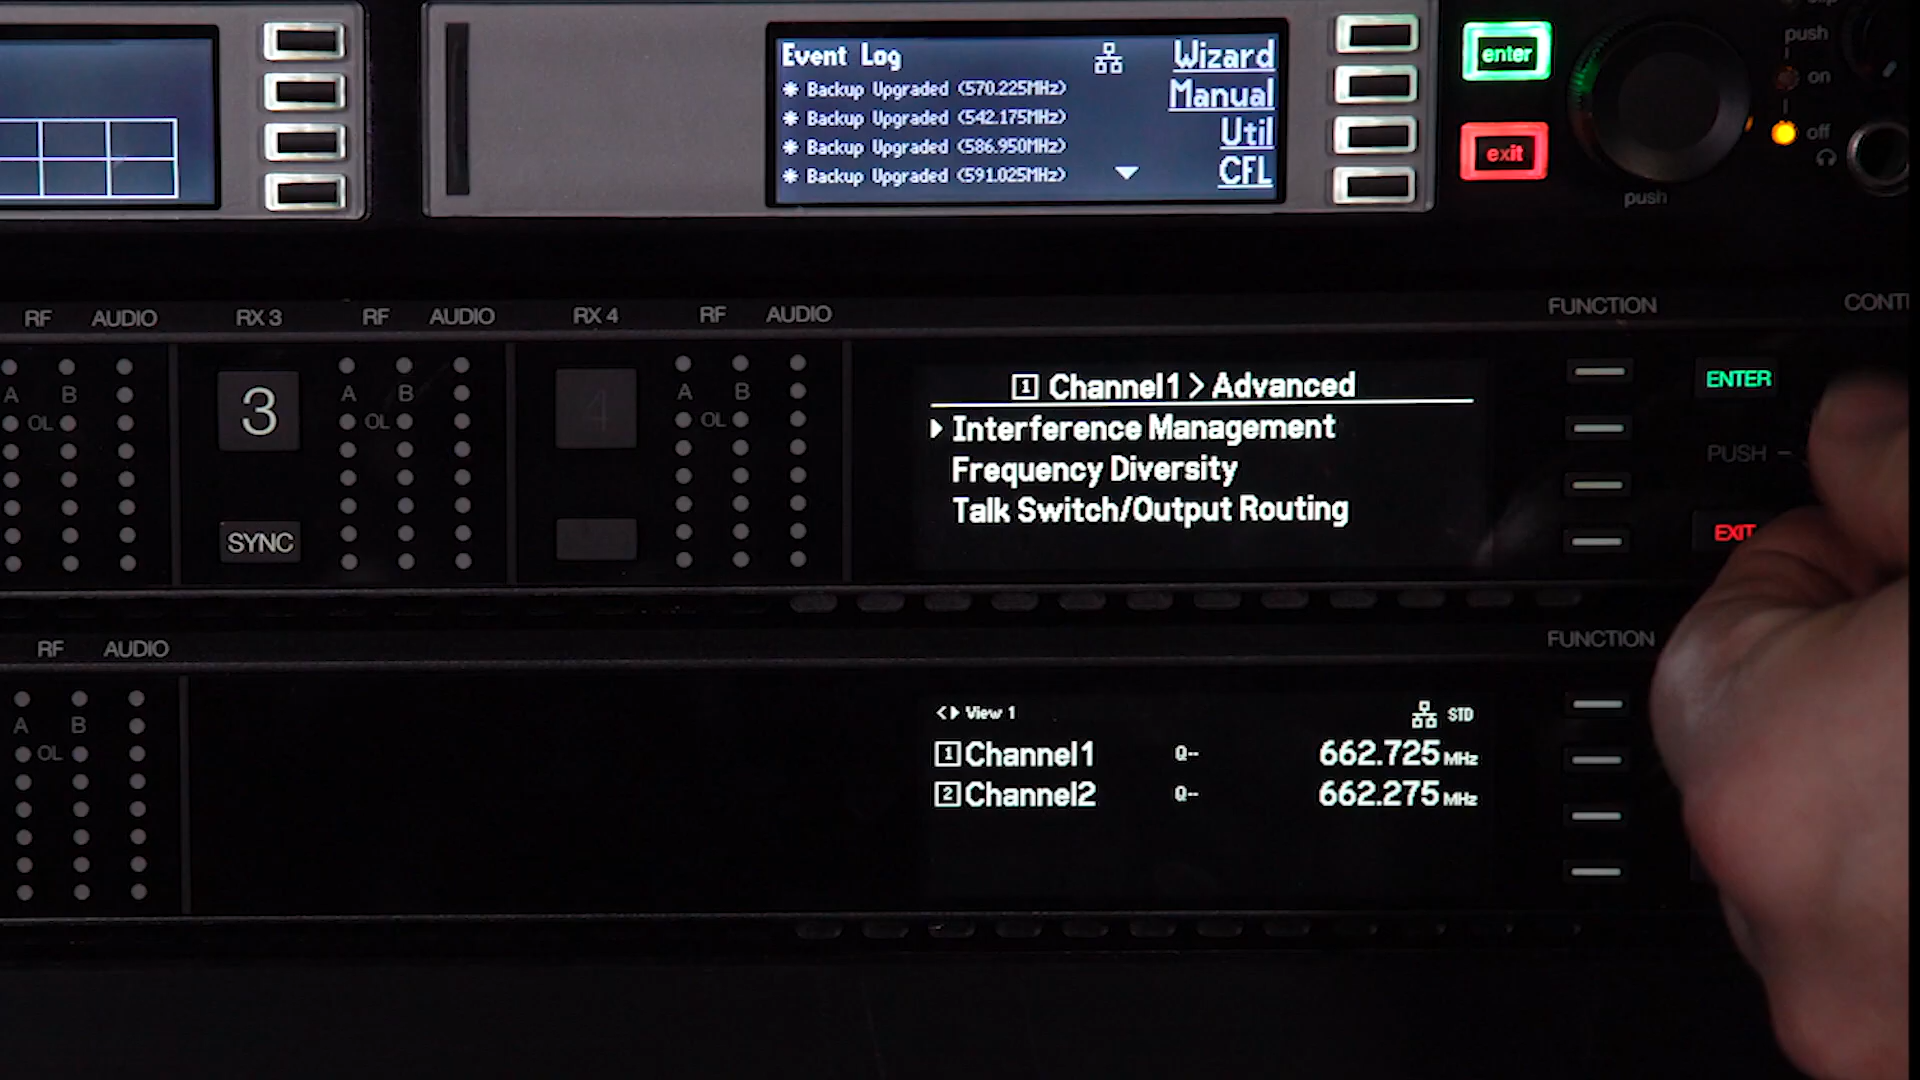 Event Log
Wizard
✱ Backup Upgraded (570.225MHz)
Manual
✱ Backup Upgraded (542.175MHz)
Util
✱ Backup Upgraded (586.950MHz)
✱ Backup Upgraded (591.025MHz)
CFL
enter
exit
push
on
off
push
RF AUDIO RX 3 RF AUDIO RX 4 RF AUDIO
FUNCTION
A B A B A B
OL OL OL
3
4
SYNC
1 Channel1 > Advanced
Interference Management
Frequency Diversity
Talk Switch/Output Routing
ENTER
PUSH
EXIT
RF AUDIO
FUNCTION
A B
OL
View 1
STD
1 Channel1 Q-- 662.725 MHz
2 Channel2 Q-- 662.275 MHz